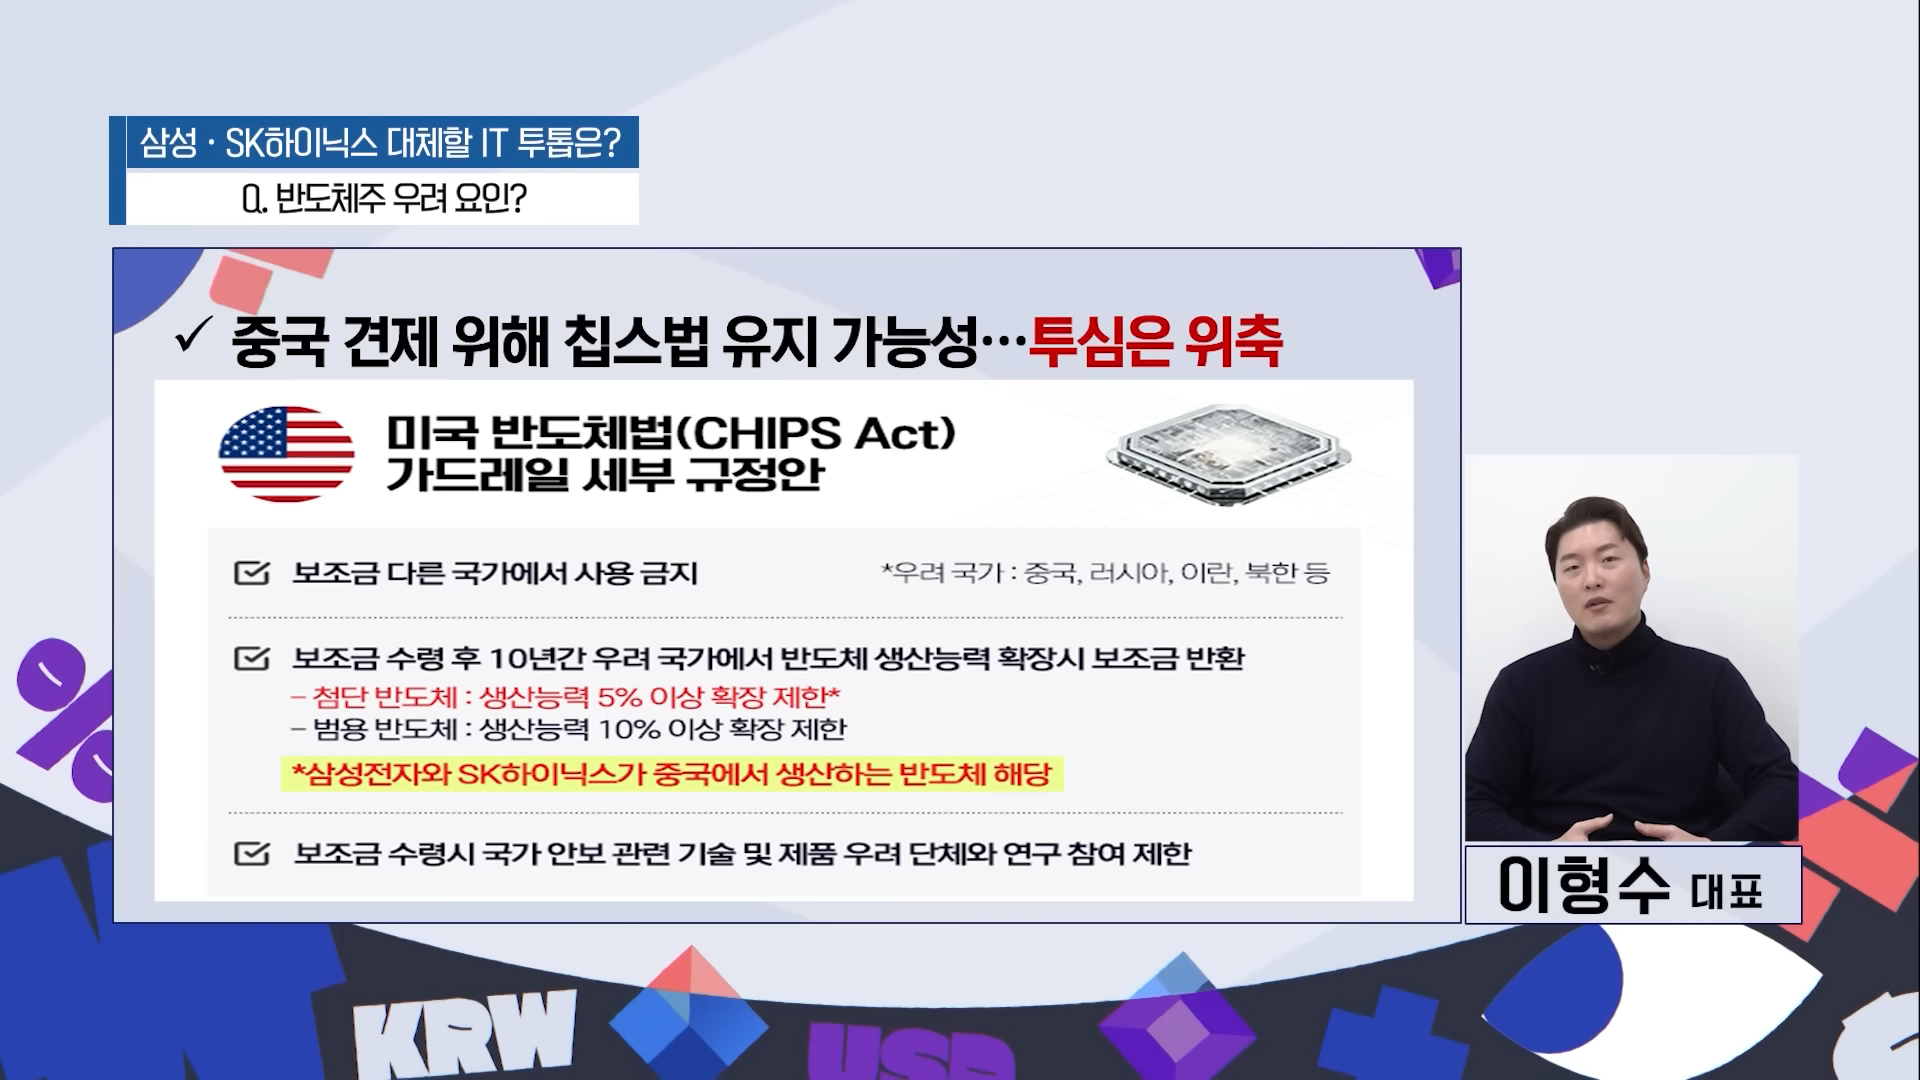 삼성 · SK하이닉스 대체할 IT 투톱은?
Q. 반도체주 우려 요인?
✓ 중국 견제 위해 칩스법 유지 가능성…투심은 위축
미국 반도체법(CHIPS Act)
가드레일 세부 규정안
보조금 다른 국가에서 사용 금지 *우려 국가 : 중국, 러시아, 이란, 북한 등
보조금 수령 후 10년간 우려 국가에서 반도체 생산능력 확장시 보조금 반환
– 첨단 반도체 : 생산능력 5% 이상 확장 제한*
– 범용 반도체 : 생산능력 10% 이상 확장 제한
*삼성전자와 SK하이닉스가 중국에서 생산하는 반도체 해당
보조금 수령시 국가 안보 관련 기술 및 제품 우려 단체와 연구 참여 제한
이형수 대표
KRW
USD